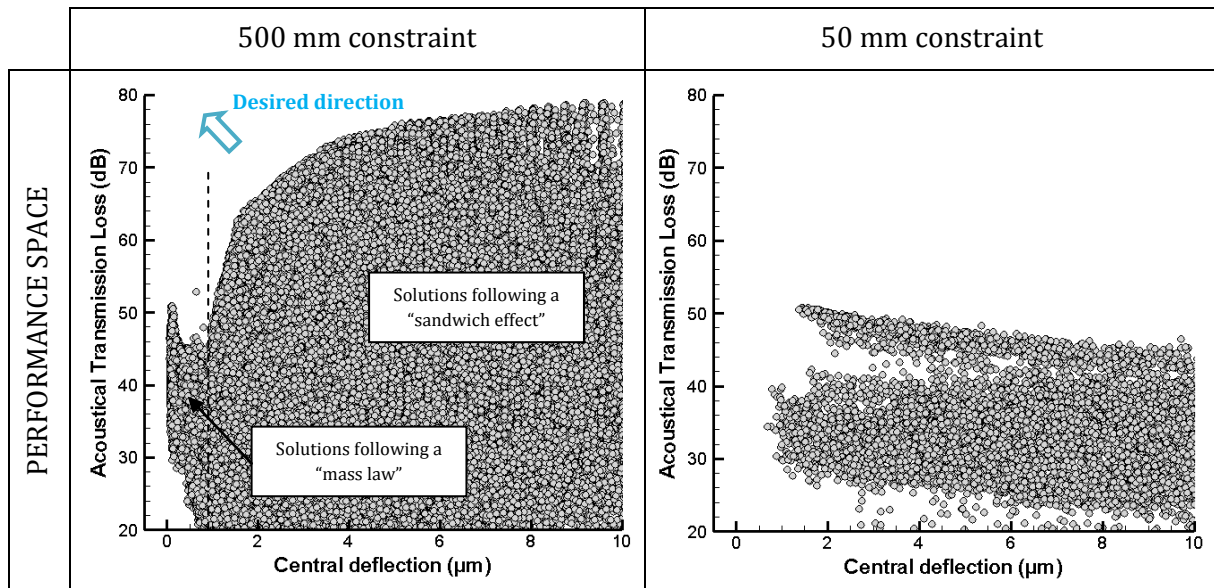 500 mm constraint
50 mm constraint
PERFORMANCE SPACE
Desired direction
Acoustical Transmission Loss (dB)
80
70
60
50
40
30
20
Solutions following a
“sandwich effect”
Solutions following a
“mass law”
0
2
4
6
8
10
Central deflection (µm)
Acoustical Transmission Loss (dB)
80
70
60
50
40
30
20
0
2
4
6
8
10
Central deflection (µm)